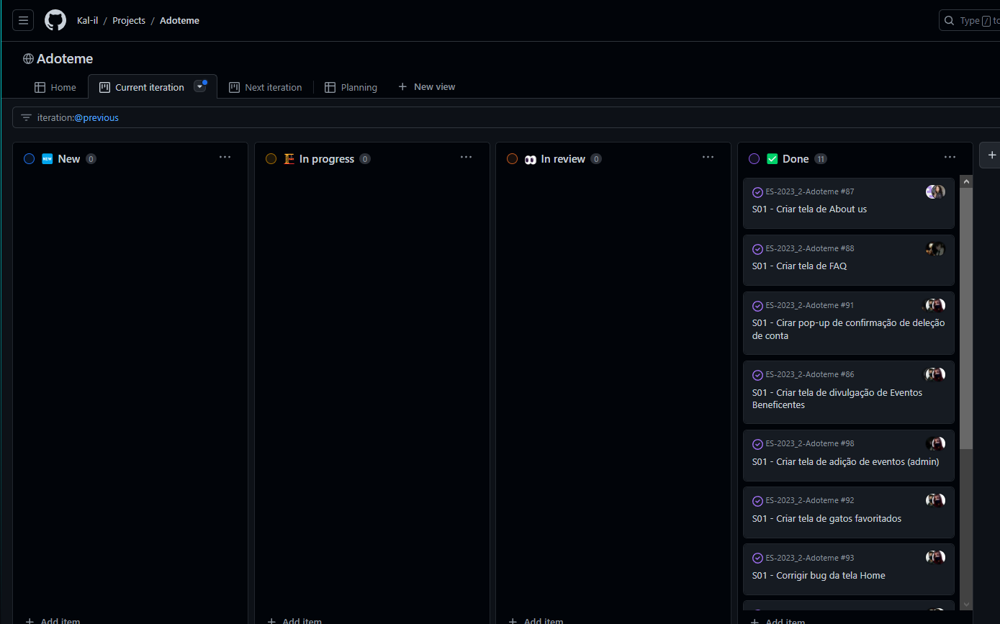 Kal-il / Projects / Adoteme
Type / to
Adoteme
Home
Current iteration
Next iteration
Planning
+ New view
iteration:@previous
NEW New 0
In progress 0
In review 0
Done 11
ES-2023_2-Adoteme #87
S01 - Criar tela de About us
ES-2023_2-Adoteme #88
S01 - Criar tela de FAQ
ES-2023_2-Adoteme #91
S01 - Cirar pop-up de confirmação de deleção
de conta
ES-2023_2-Adoteme #86
S01 - Criar tela de divulgação de Eventos
Beneficentes
ES-2023_2-Adoteme #98
S01 - Criar tela de adição de eventos (admin)
ES-2023_2-Adoteme #92
S01 - Criar tela de gatos favoritados
ES-2023_2-Adoteme #93
S01 - Corrigir bug da tela Home
+ Add item
+ Add item
+ Add item
+ Add item